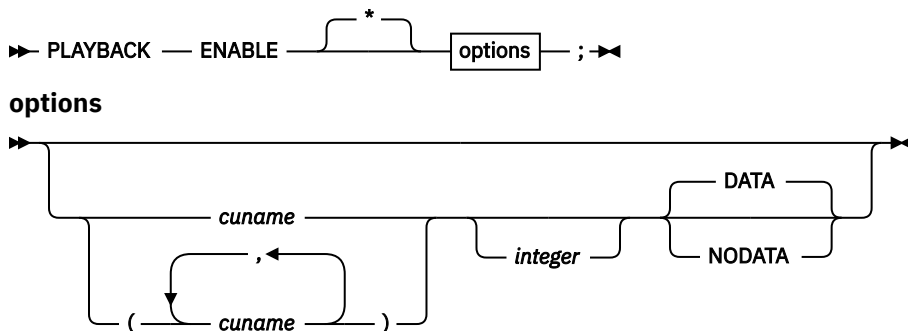 *
PLAYBACK ENABLE options ;
options
DATA
cuname
integer NODATA
,
( cuname )